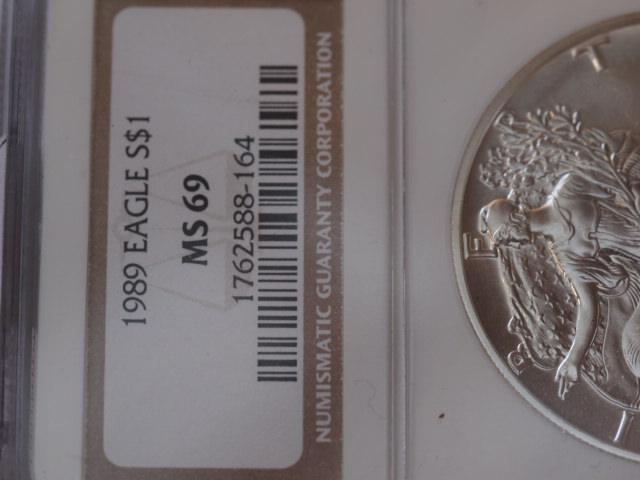 1989 EAGLE S$1
MS 69
1762588-164
NUMISMATIC GUARANTY CORPORATION
L I B E R T